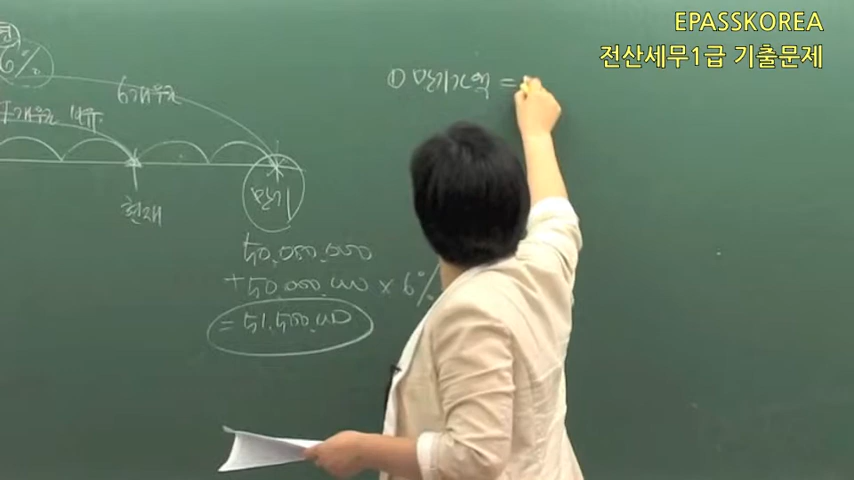 EPASSKOREA
전산세무1급 기출문제
6%
6개월
현재
만기
50,000,000
+50,000,000 × 6%
= 51,500,000
① 만기가액 =